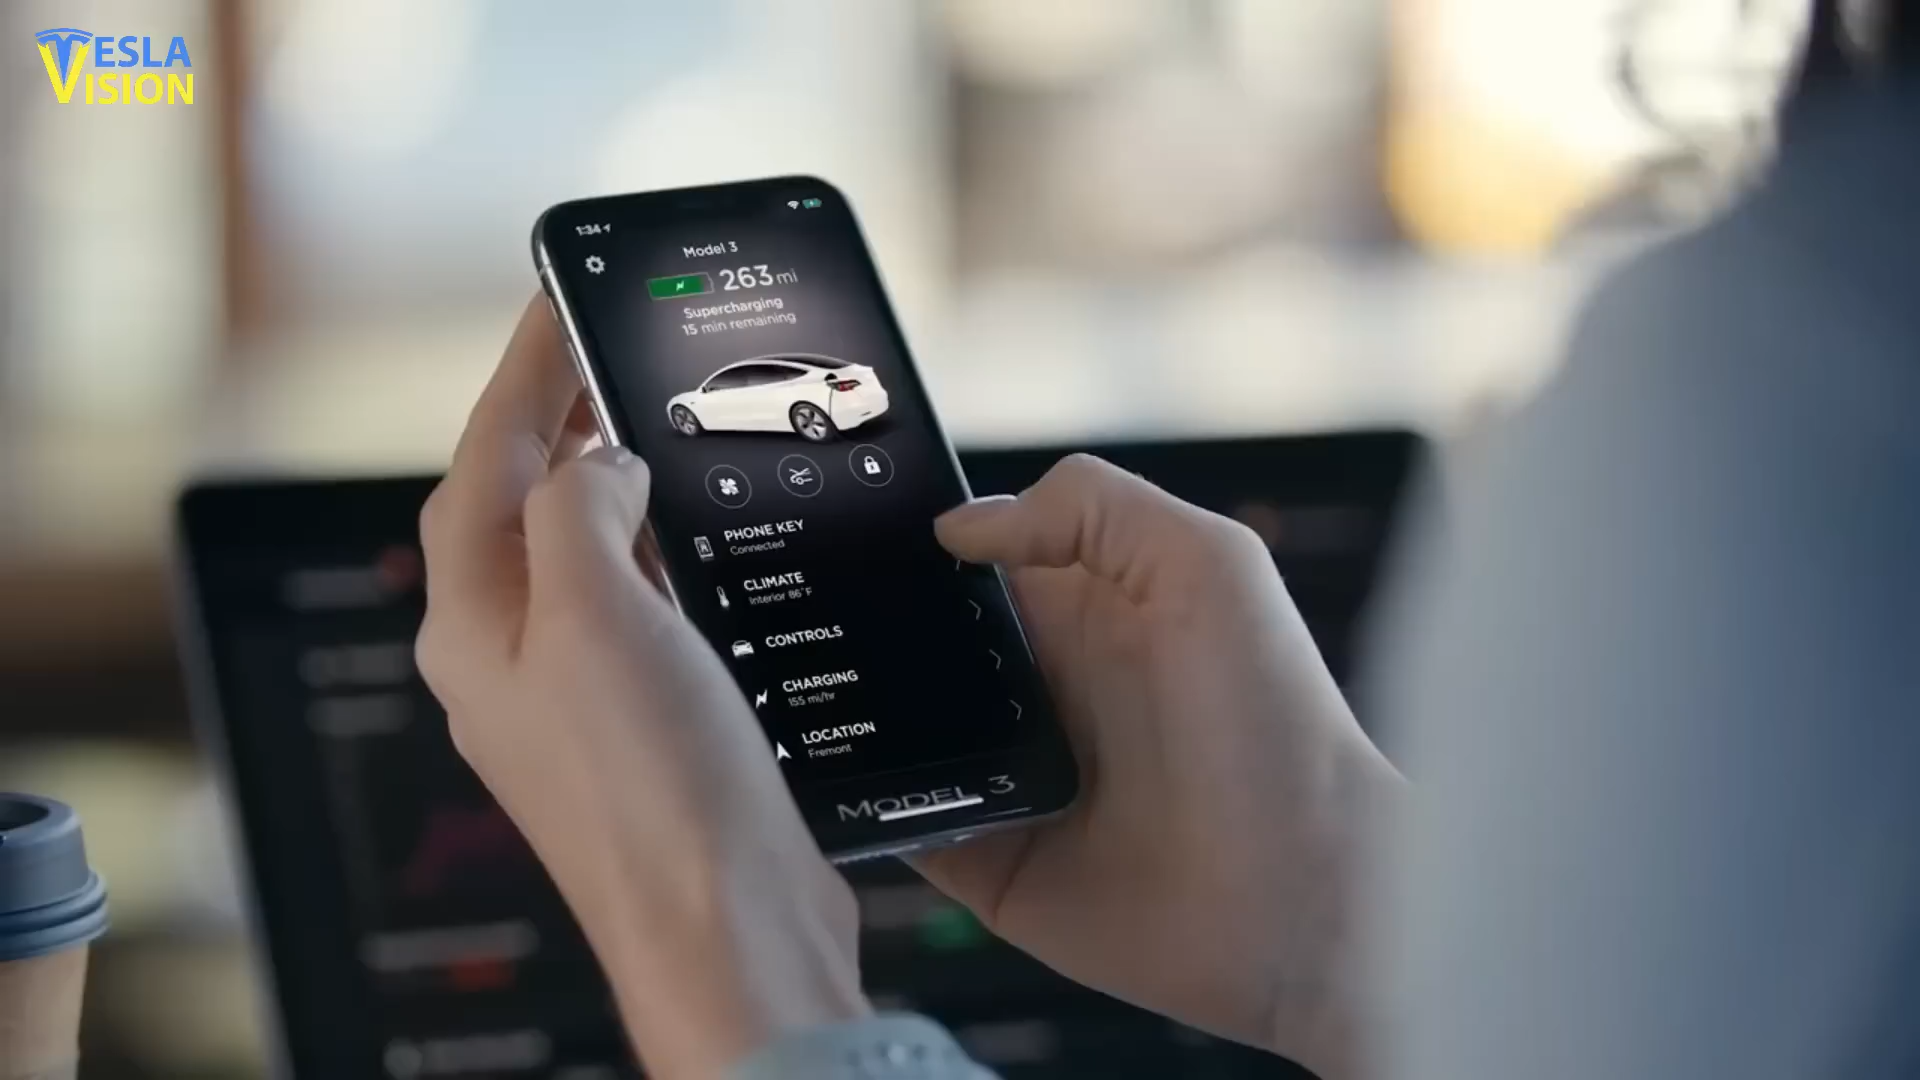 TESLA
VISION
1:34
Model 3
263 mi
Supercharging
15 min remaining
PHONE KEY
Connected
CLIMATE
Interior 86°F
CONTROLS
CHARGING
155 mi/hr
LOCATION
Fremont
MODEL 3